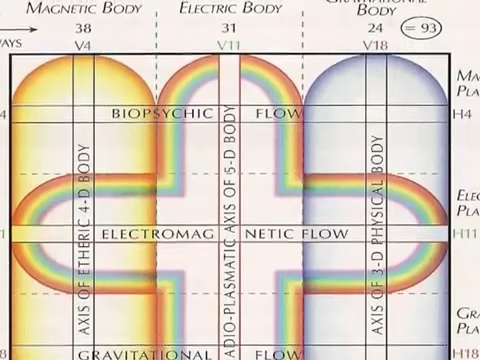 MAGNETIC BODY
ELECTRIC BODY
BODY
38
31
24
= 93
V4
V11
V18
BIOPSYCHIC FLOW
H4
ELECTROMAG NETIC FLOW
H11
AXIS OF ETHERIC 4-D BODY
ADIO-PLASMATIC AXIS OF 5-D BODY
AXIS OF 3-D PHYSICAL BODY
GRAVITATIONAL FLOW
H18